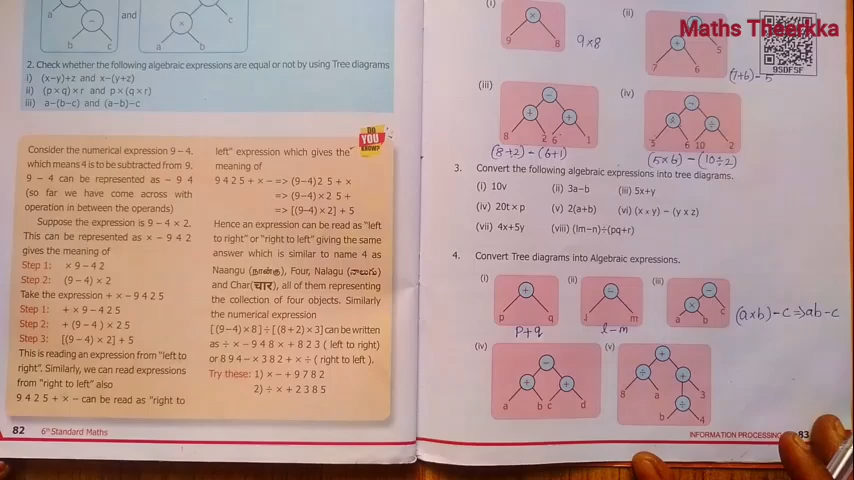 a
−
b
c
and
×
c
a
b
2. Check whether the following algebraic expressions are equal or not by using Tree diagrams
i) (x−y)+z and x−(y+z)
ii) (p×q)×r and p×(q×r)
iii) a−(b−c) and (a−b)−c
DO YOU KNOW?
Consider the numerical expression 9 – 4.
which means 4 is to be subtracted from 9.
9 – 4 can be represented as – 9 4
(so far we have come across with
operation in between the operands)
Suppose the expression is 9 – 4 × 2.
This can be represented as × – 9 4 2
gives the meaning of
Step 1: × 9 – 4 2
Step 2: (9 – 4) × 2
Take the expression + × – 9 4 2 5
Step 1: + × 9 – 4 2 5
Step 2: + (9 – 4) × 2 5
Step 3: [(9 – 4) × 2] + 5
This is reading an expression from "left to
right". Similarly, we can read expressions
from "right to left" also
9 4 2 5 + × – can be read as "right to
left" expression which gives the
meaning of
9 4 2 5 + × – => (9–4) 2 5 + ×
=> (9–4) × 2 5 +
=> [(9–4) × 2] + 5
Hence an expression can be read as "left
to right" or "right to left" giving the same
answer which is similar to name 4 as
Naangu (நான்கு), Four, Nalagu (నాలుగు)
and Char(चार), all of them representing
the collection of four objects. Similarly
the numerical expression
[(9–4) × 8] ÷ [(8+2) × 3] can be written
as ÷ × – 9 4 8 × + 8 2 3 ( left to right)
or 8 9 4 – × 3 8 2 + × ÷ ( right to left).
Try these: 1) × – + 9 7 8 2
2) ÷ × + 2 3 8 5
82 6th Standard Maths
Maths Theerkka
(i)
×
9 8
9×8
(ii)
+
5
7 6
(7+6) – 5
95DF5F
(iii)
−
+ +
8 2 6 1
(8+2) – (6+1)
(iv)
−
× ÷
5 6 10 2
(5×6) – (10÷2)
3. Convert the following algebraic expressions into tree diagrams.
(i) 10v (ii) 3a–b (iii) 5x+y
(iv) 20t×p (v) 2(a+b) (vi) (x×y) – (y×z)
(vii) 4x+5y (viii) (lm–n)÷(pq+r)
4. Convert Tree diagrams into Algebraic expressions.
(i)
+
p q
P+q
(ii)
−
l m
l–m
(iii)
−
× c
a b
(a×b) – c ⇒ ab – c
(iv)
−
+ +
a b c d
(v)
+
÷ +
8 a ÷ 3
b 4
INFORMATION PROCESSING 83